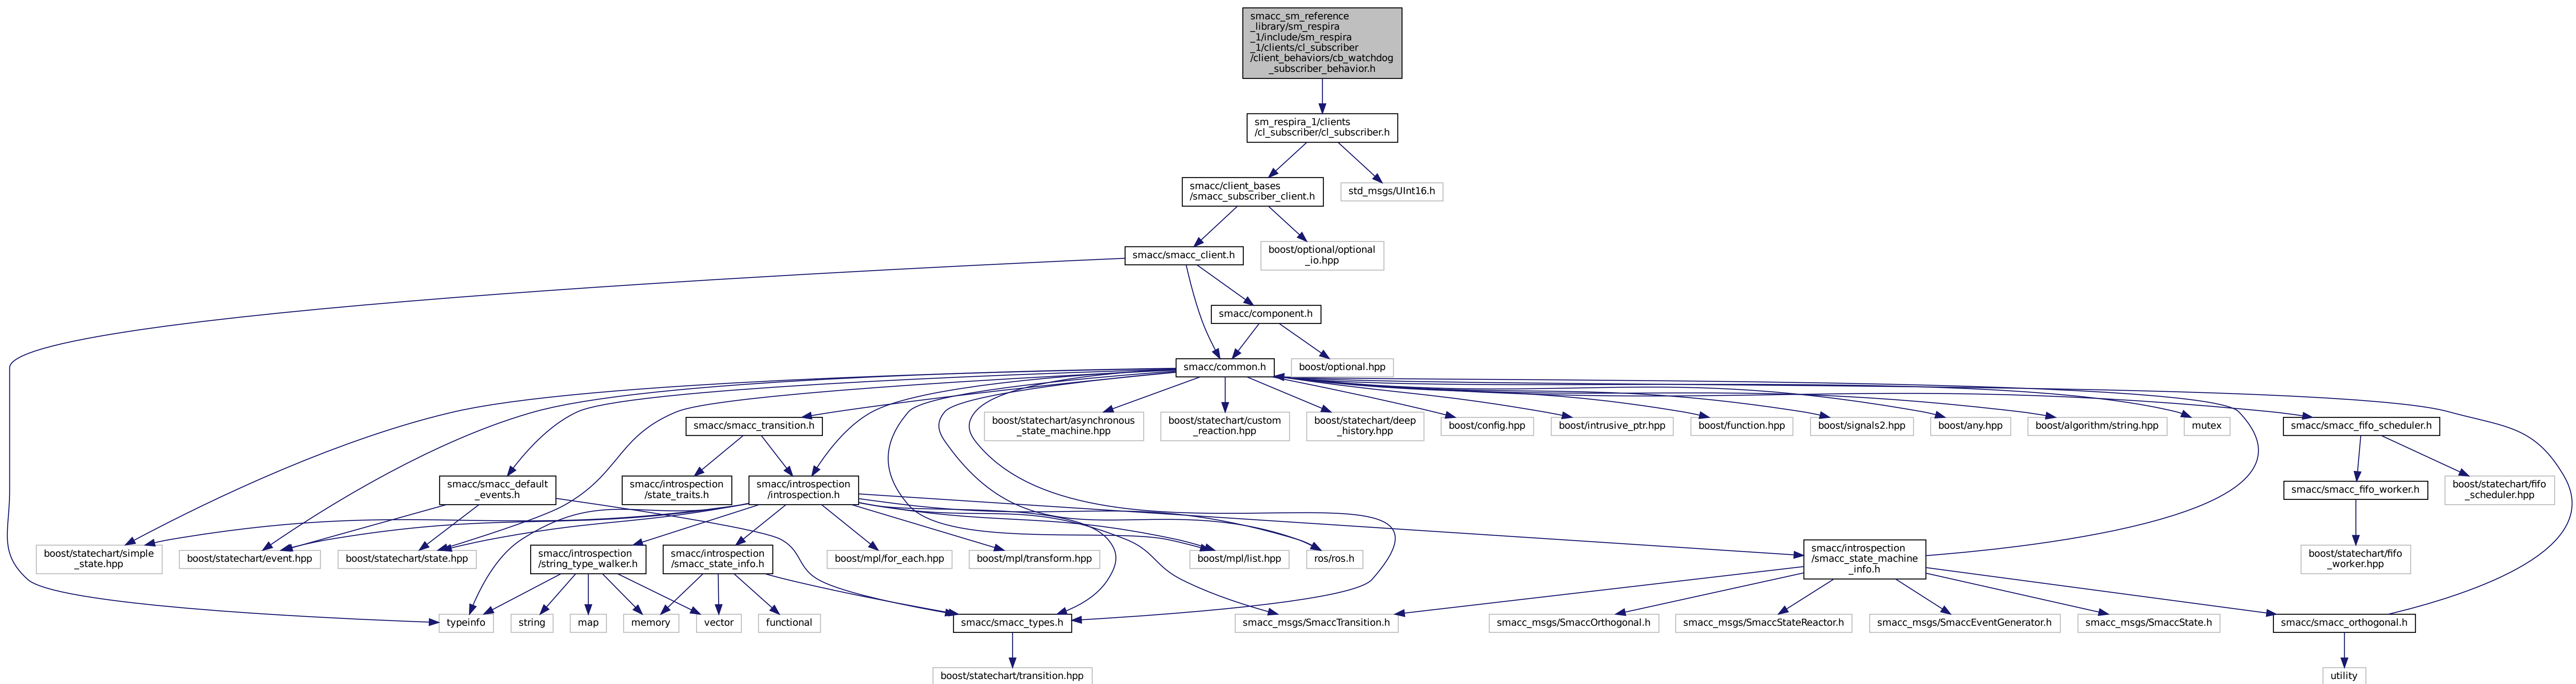 smacc_sm_reference
_library/sm_respira
_1/include/sm_respira
_1/clients/cl_subscriber
/client_behaviors/cb_watchdog
_subscriber_behavior.h
sm_respira_1/clients
/cl_subscriber/cl_subscriber.h
smacc/client_bases
/smacc_subscriber_client.h
std_msgs/UInt16.h
smacc/smacc_client.h
boost/optional/optional
_io.hpp
smacc/component.h
smacc/common.h
boost/optional.hpp
smacc/smacc_transition.h
boost/statechart/asynchronous
_state_machine.hpp
boost/statechart/custom
_reaction.hpp
boost/statechart/deep
_history.hpp
boost/config.hpp
boost/intrusive_ptr.hpp
boost/function.hpp
boost/signals2.hpp
boost/any.hpp
boost/algorithm/string.hpp
mutex
smacc/smacc_fifo_scheduler.h
smacc/smacc_default
_events.h
smacc/introspection
/state_traits.h
smacc/introspection
/introspection.h
smacc/smacc_fifo_worker.h
boost/statechart/fifo
_scheduler.hpp
boost/statechart/simple
_state.hpp
boost/statechart/event.hpp
boost/statechart/state.hpp
smacc/introspection
/string_type_walker.h
smacc/introspection
/smacc_state_info.h
boost/mpl/for_each.hpp
boost/mpl/transform.hpp
boost/mpl/list.hpp
ros/ros.h
smacc/introspection
/smacc_state_machine
_info.h
boost/statechart/fifo
_worker.hpp
typeinfo
string
map
memory
vector
functional
smacc/smacc_types.h
smacc_msgs/SmaccTransition.h
smacc_msgs/SmaccOrthogonal.h
smacc_msgs/SmaccStateReactor.h
smacc_msgs/SmaccEventGenerator.h
smacc_msgs/SmaccState.h
smacc/smacc_orthogonal.h
boost/statechart/transition.hpp
utility